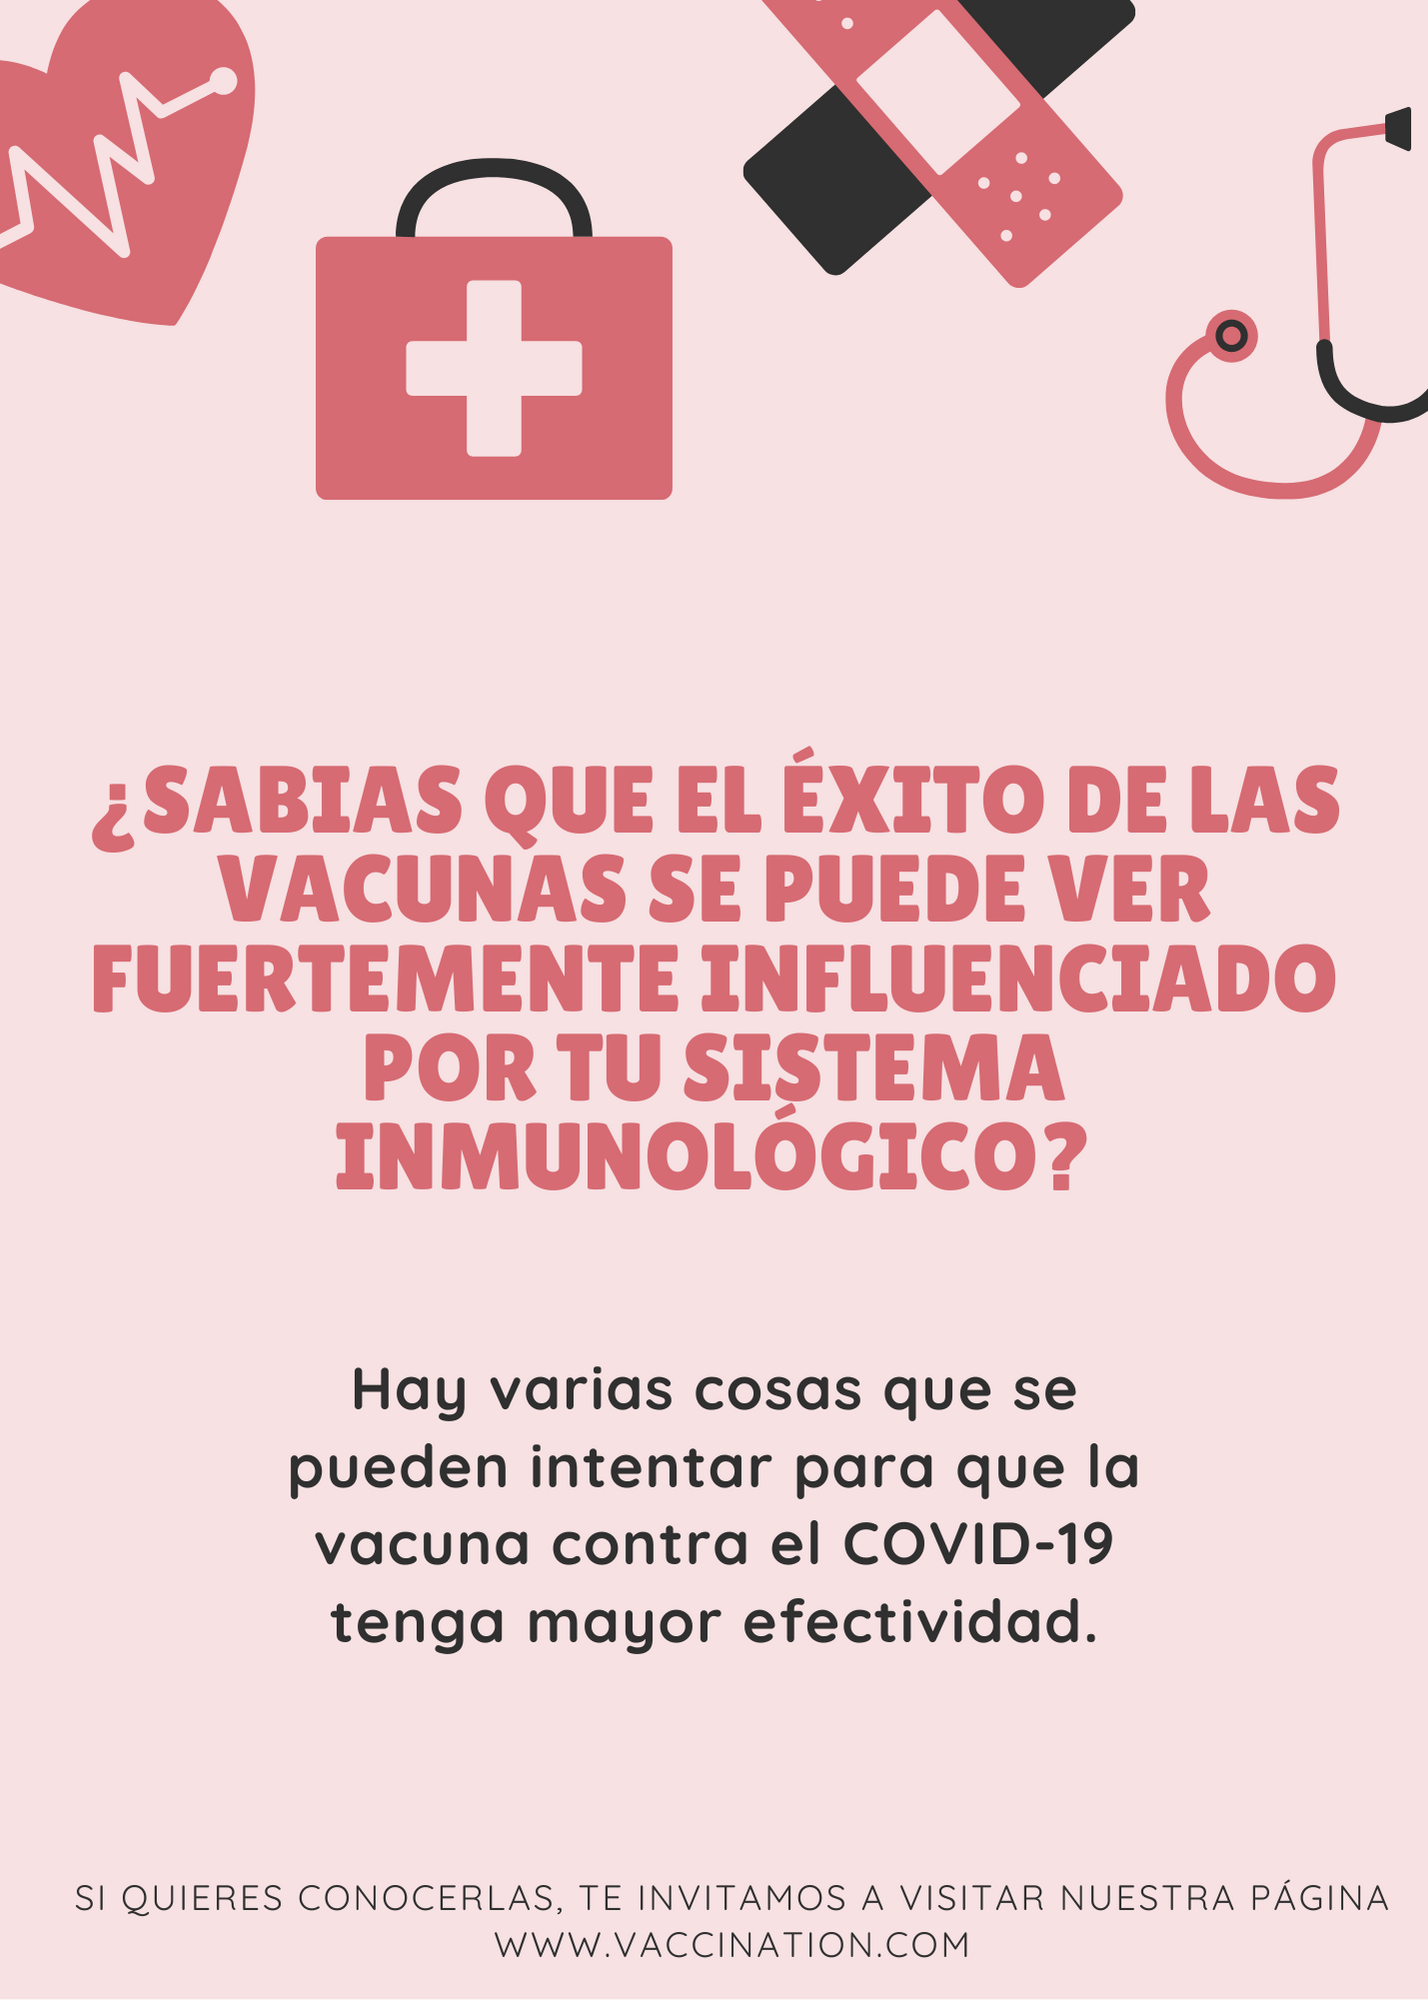 ¿SABIAS QUE EL ÉXITO DE LAS
VACUNAS SE PUEDE VER
FUERTEMENTE INFLUENCIADO
POR TU SISTEMA
INMUNOLÓGICO?
Hay varias cosas que se
pueden intentar para que la
vacuna contra el COVID-19
tenga mayor efectividad.
SI QUIERES CONOCERLAS, TE INVITAMOS A VISITAR NUESTRA PÁGINA
WWW.VACCINATION.COM